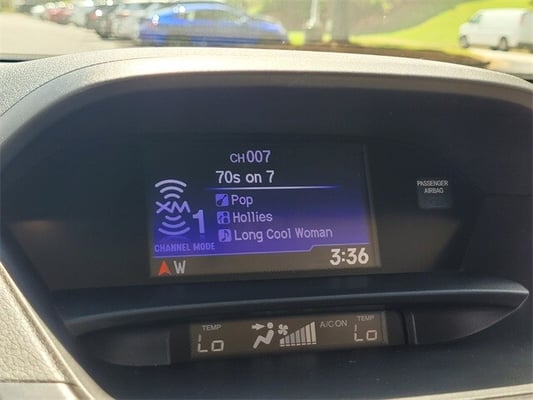 CH007
70s on 7
XM 1
Pop
Hollies
Long Cool Woman
CHANNEL MODE
W
3:36
PASSENGER
AIRBAG
TEMP
Lo
A/C ON
TEMP
Lo